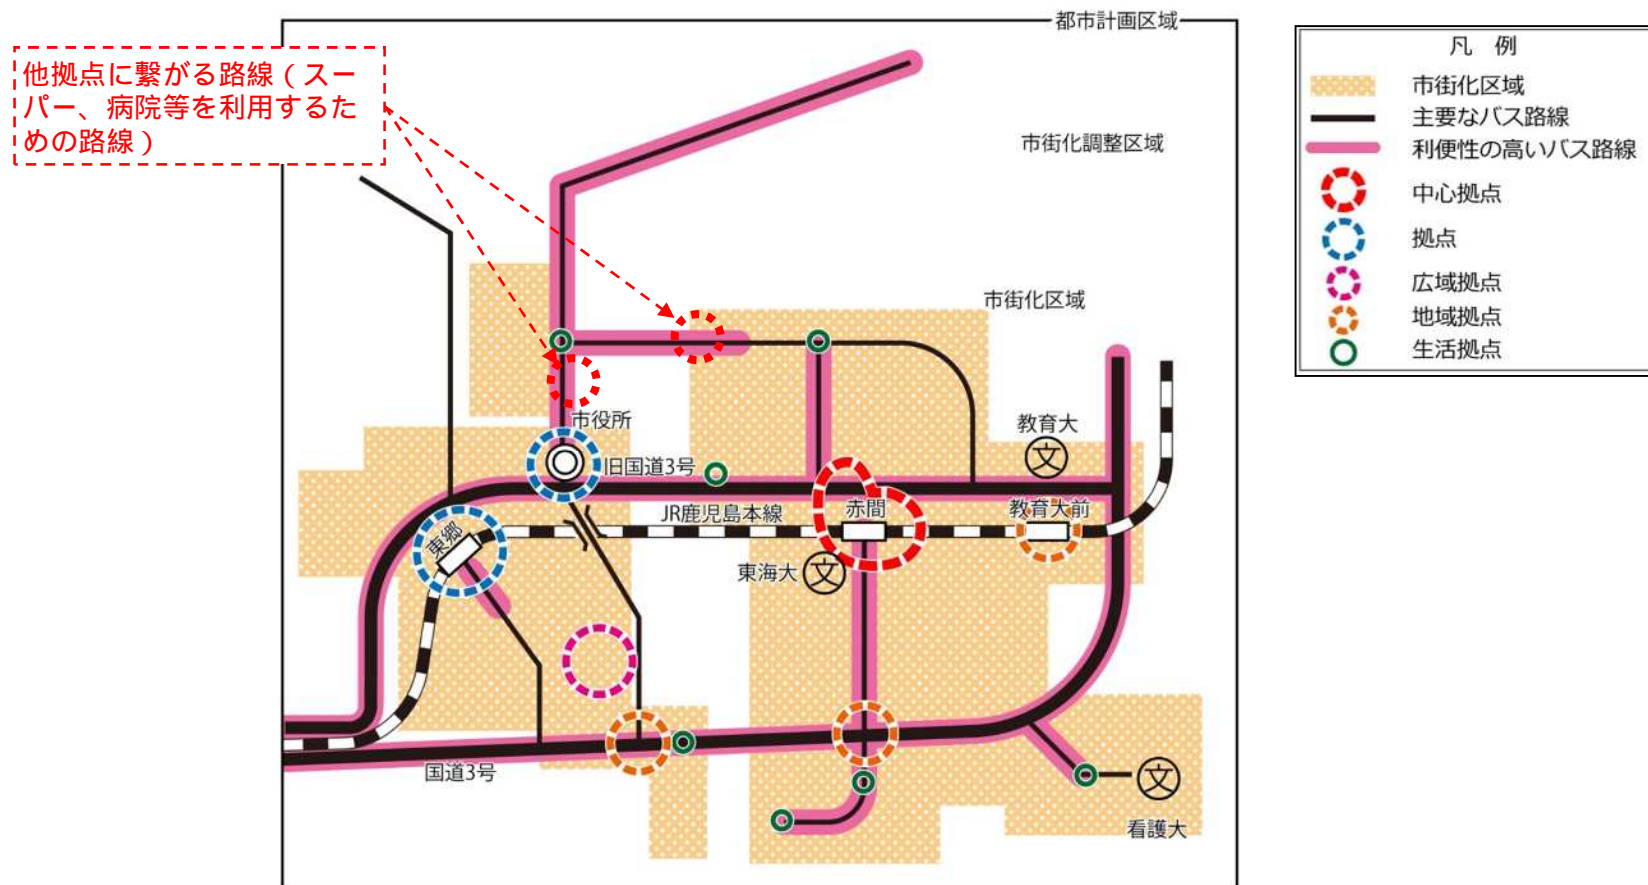 都市計画区域
他拠点に繋がる路線（スー
パー、病院等を利用するた
めの路線）
凡 例
市街化区域
主要なバス路線
利便性の高いバス路線
中心拠点
拠点
広域拠点
地域拠点
生活拠点
市街化調整区域
市街化区域
市役所
旧国道3号
教育大
文
JR鹿児島本線
赤間
教育大前
東郷
東海大
文
国道3号
文
看護大